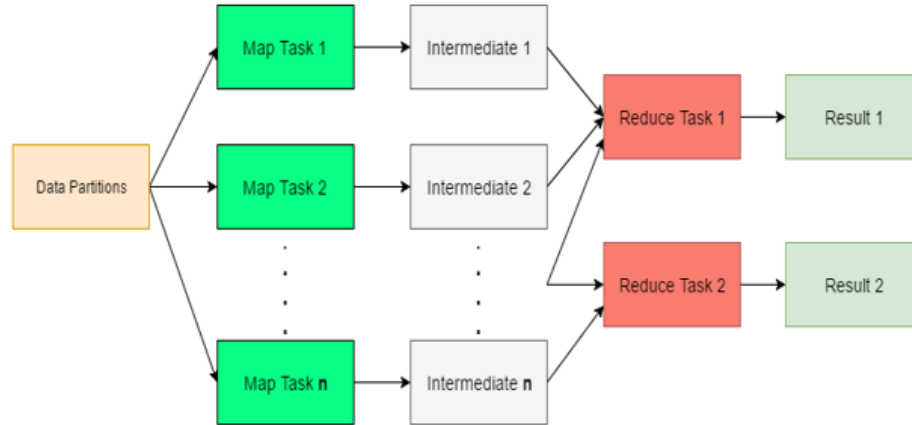 Map Task 1
Intermediate 1
Reduce Task 1
Result 1
Data Partitions
Map Task 2
Intermediate 2
Reduce Task 2
Result 2
Map Task n
Intermediate n